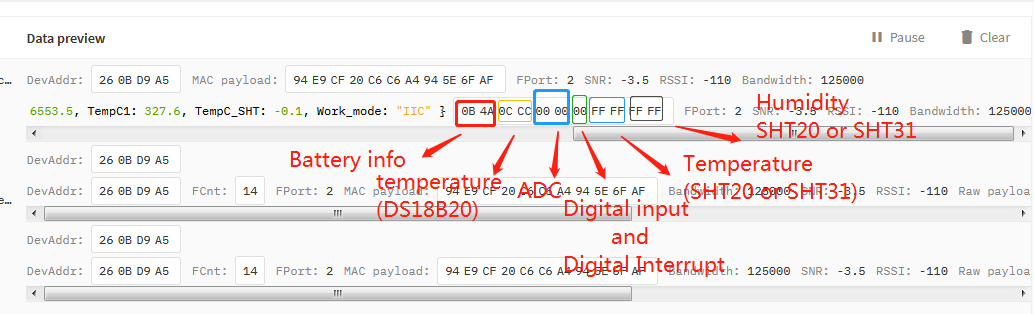 Data preview
Pause
Clear
c…
DevAddr: 26 0B D9 A5 MAC payload: 94 E9 CF 20 C6 C6 A4 94 5E 6F AF FPort: 2 SNR: -3.5 RSSI: -110 Bandwidth: 125000
6553.5, TempC1: 327.6, TempC_SHT: -0.1, Work_mode: "IIC" } 0B 4A 0C CC 00 00 00 FF FF FF FF FPort: 2 SNR: -3.5 RSSI: -110 Bandwidth: 125000
Humidity
SHT20 or SHT31
Battery info
temperature
(DS18B20)
ADC
Digital input
and
Digital Interrupt
Temperature
(SHT20 or SHT31)
DevAddr: 26 0B D9 A5
e…
DevAddr: 26 0B D9 A5 FCnt: 14 FPort: 2 MAC payload: 94 E9 CF 20 C6 C6 A4 94 5E 6F AF Bandwidth: 125000 SNR: -3.5 RSSI: -110 Raw payloa
DevAddr: 26 0B D9 A5
DevAddr: 26 0B D9 A5 FCnt: 14 FPort: 2 MAC payload: 94 E9 CF 20 C6 C6 A4 94 5E 6F AF Bandwidth: 125000 SNR: -3.5 RSSI: -110 Raw payload